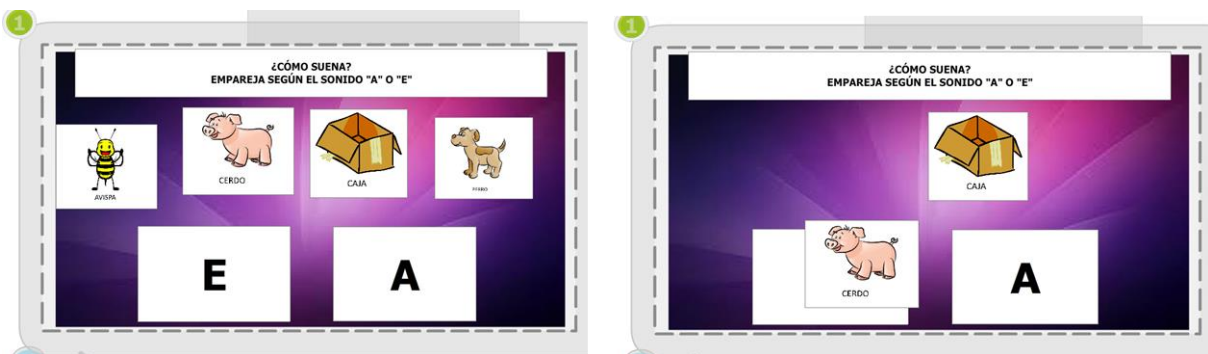 1
¿CÓMO SUENA?
EMPAREJA SEGÚN EL SONIDO "A" O "E"
AVISPA
CERDO
CAJA
PERRO
E
A
1
¿CÓMO SUENA?
EMPAREJA SEGÚN EL SONIDO "A" O "E"
CAJA
CERDO
A